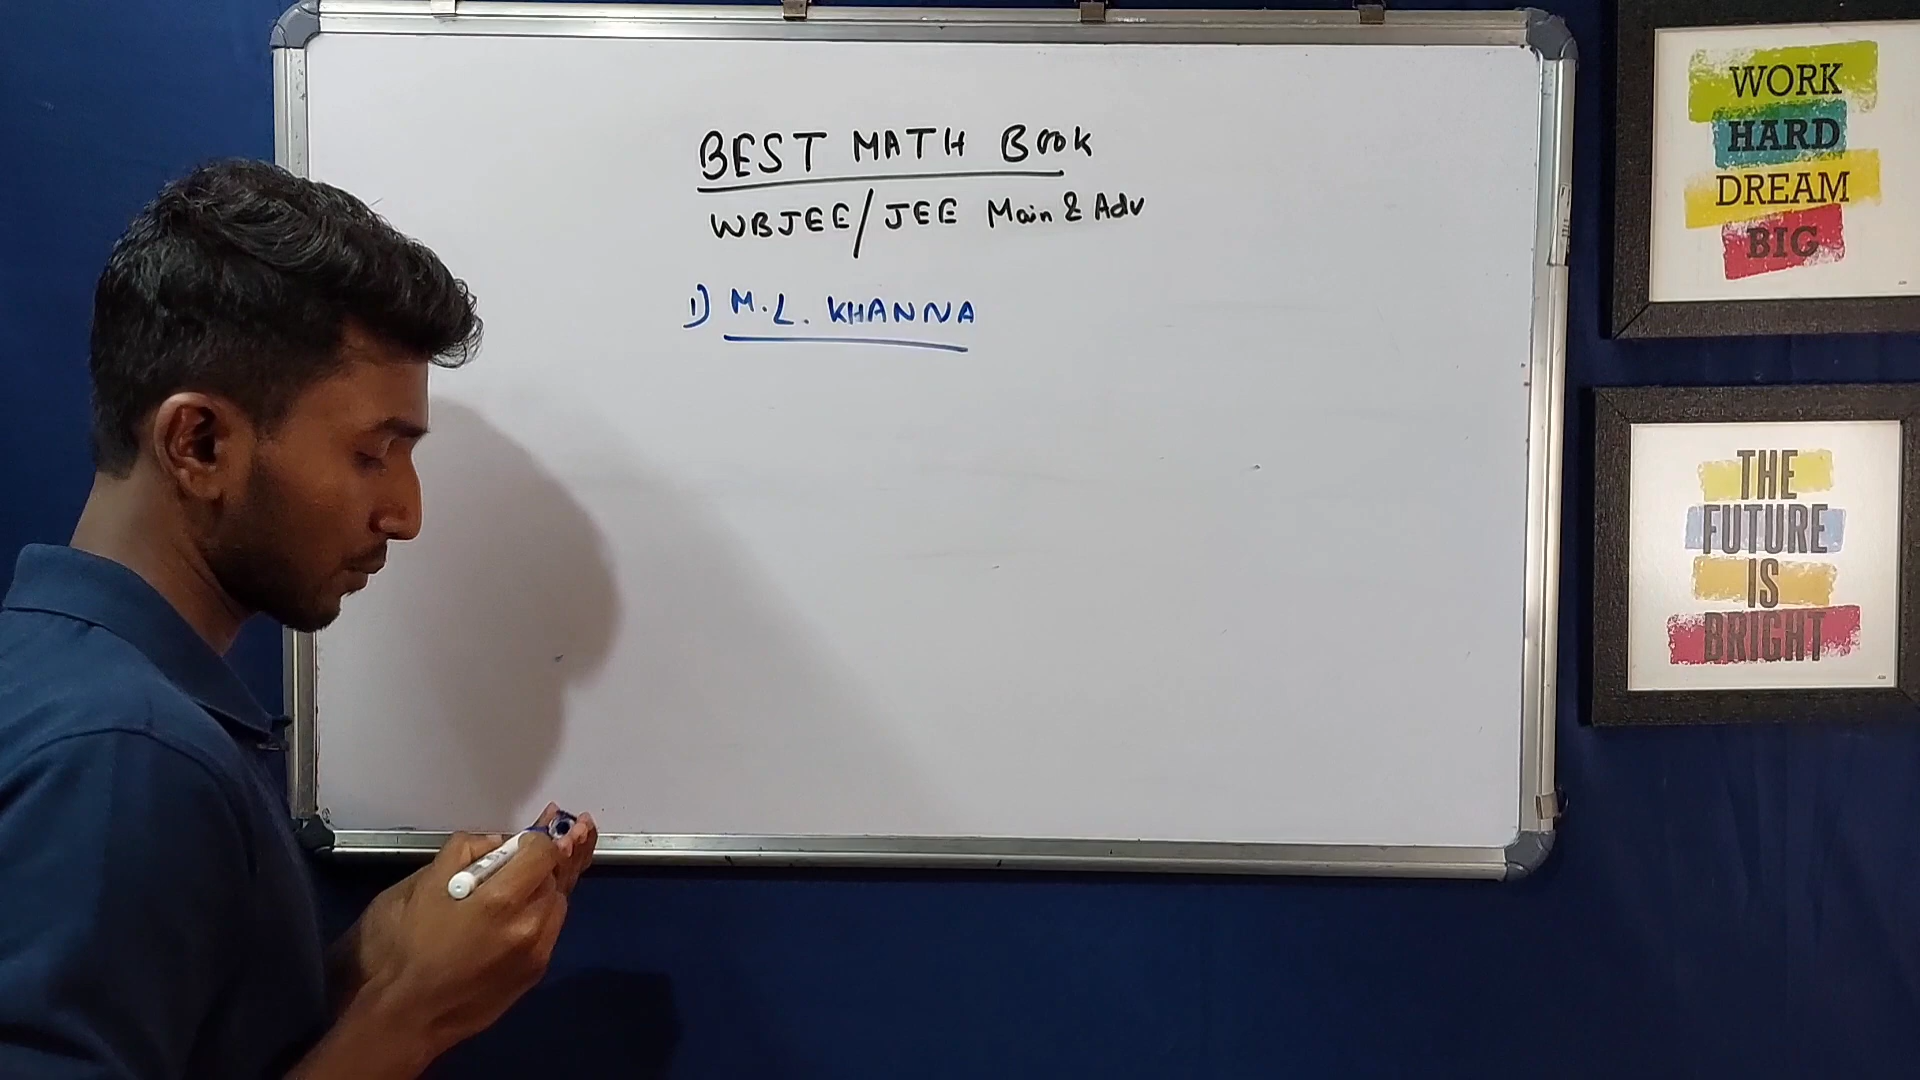 BEST MATH Book
WBJEE/JEE Main & Adv
1) M.L. KHANNA
WORK
HARD
DREAM
BIG
THE
FUTURE
IS
BRIGHT